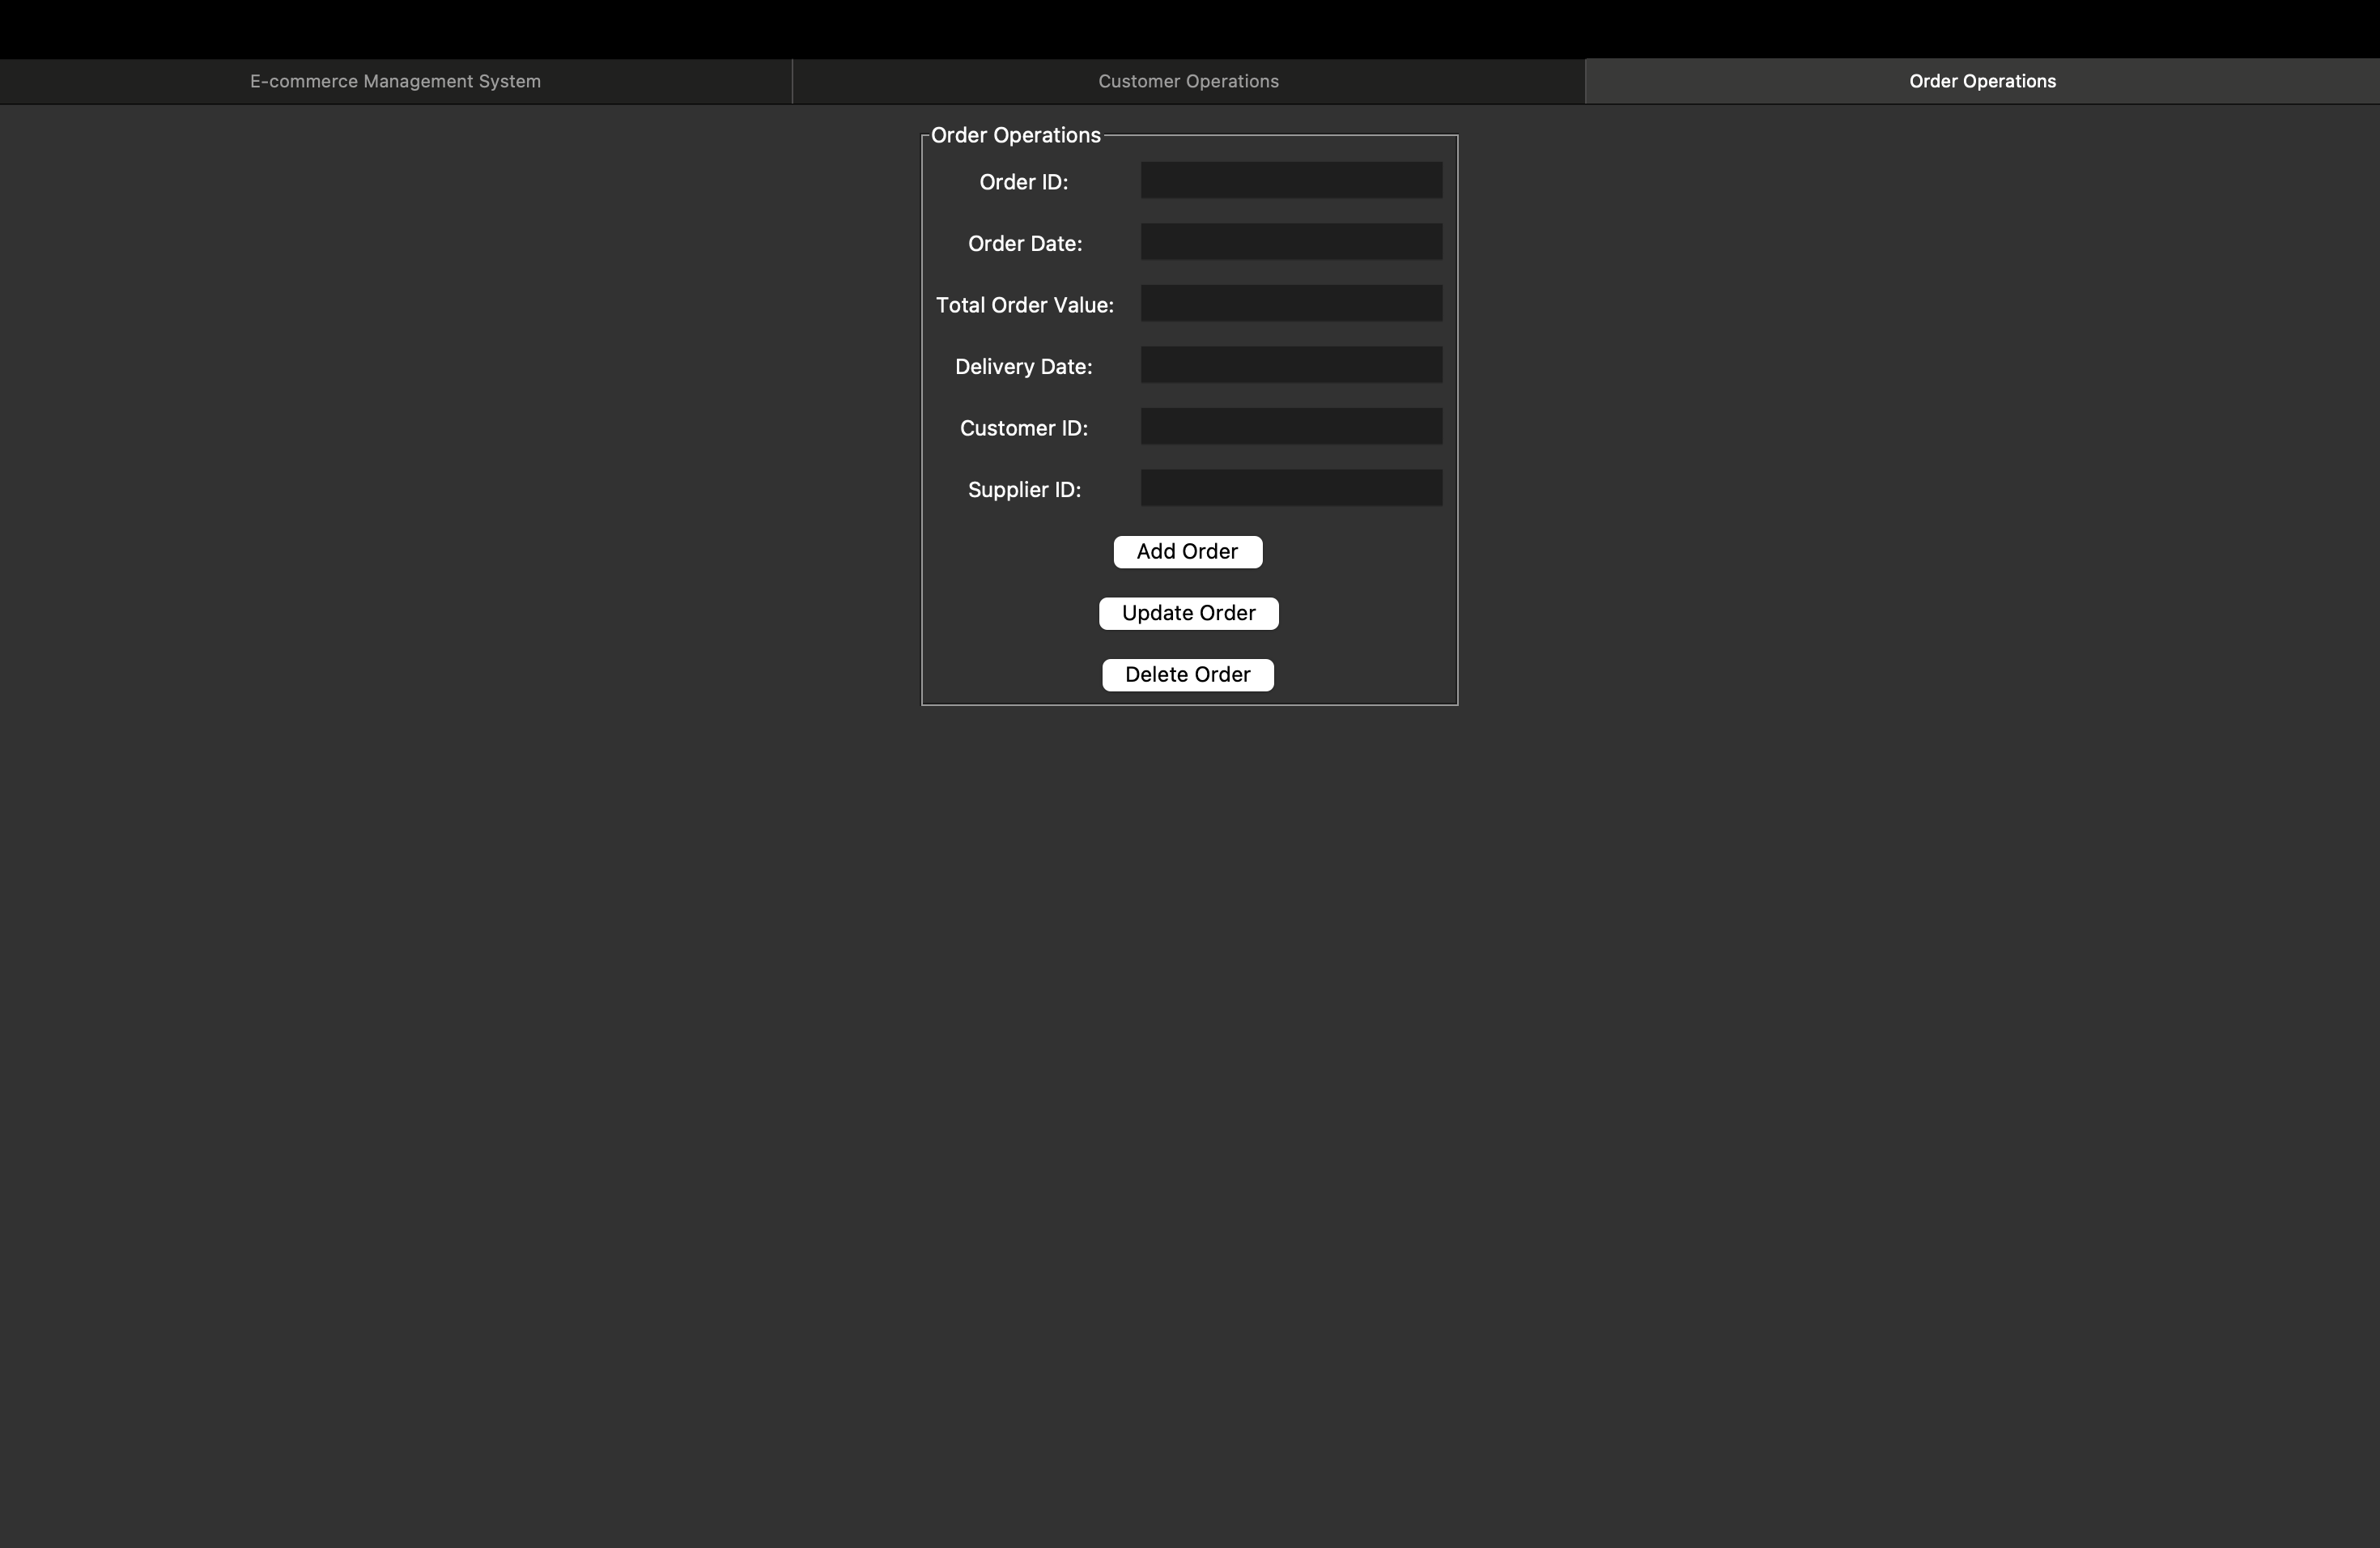 E-commerce Management System
Customer Operations
Order Operations
Order Operations
Order ID:
Order Date:
Total Order Value:
Delivery Date:
Customer ID:
Supplier ID:
Add Order
Update Order
Delete Order